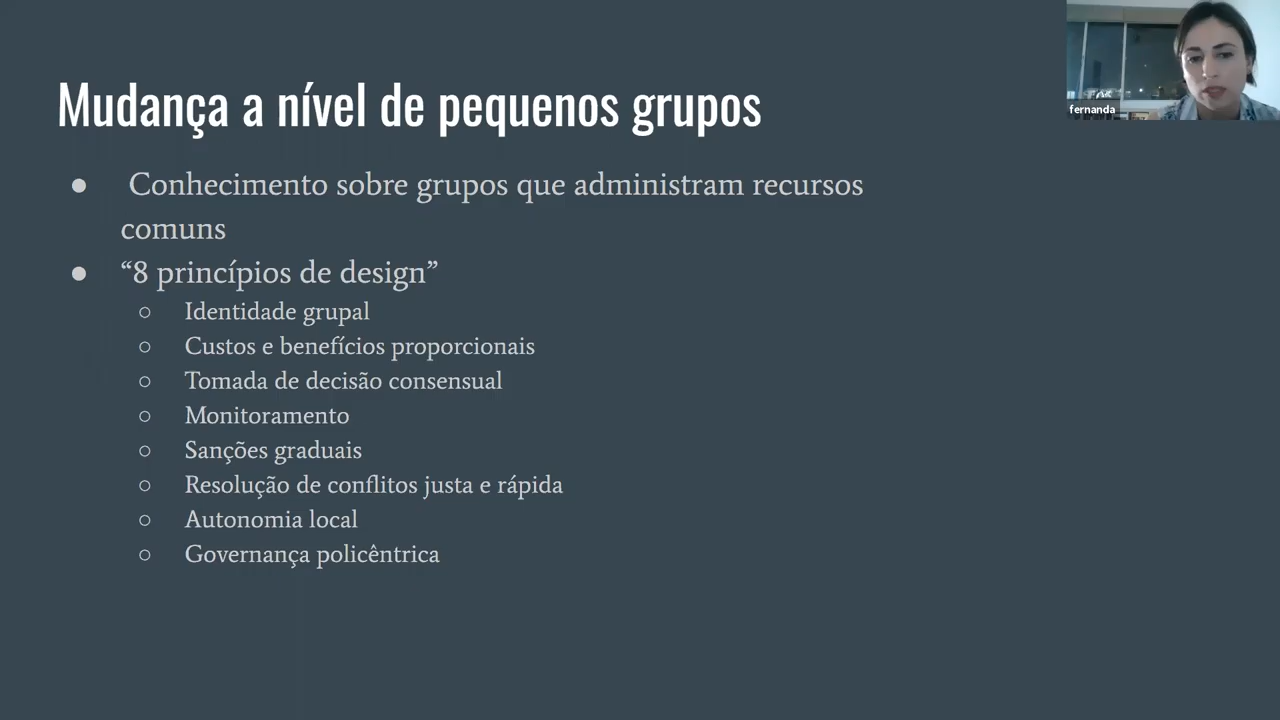 Mudança a nível de pequenos grupos
fernanda
● Conhecimento sobre grupos que administram recursos
comuns
● “8 princípios de design”
○ Identidade grupal
○ Custos e benefícios proporcionais
○ Tomada de decisão consensual
○ Monitoramento
○ Sanções graduais
○ Resolução de conflitos justa e rápida
○ Autonomia local
○ Governança policêntrica